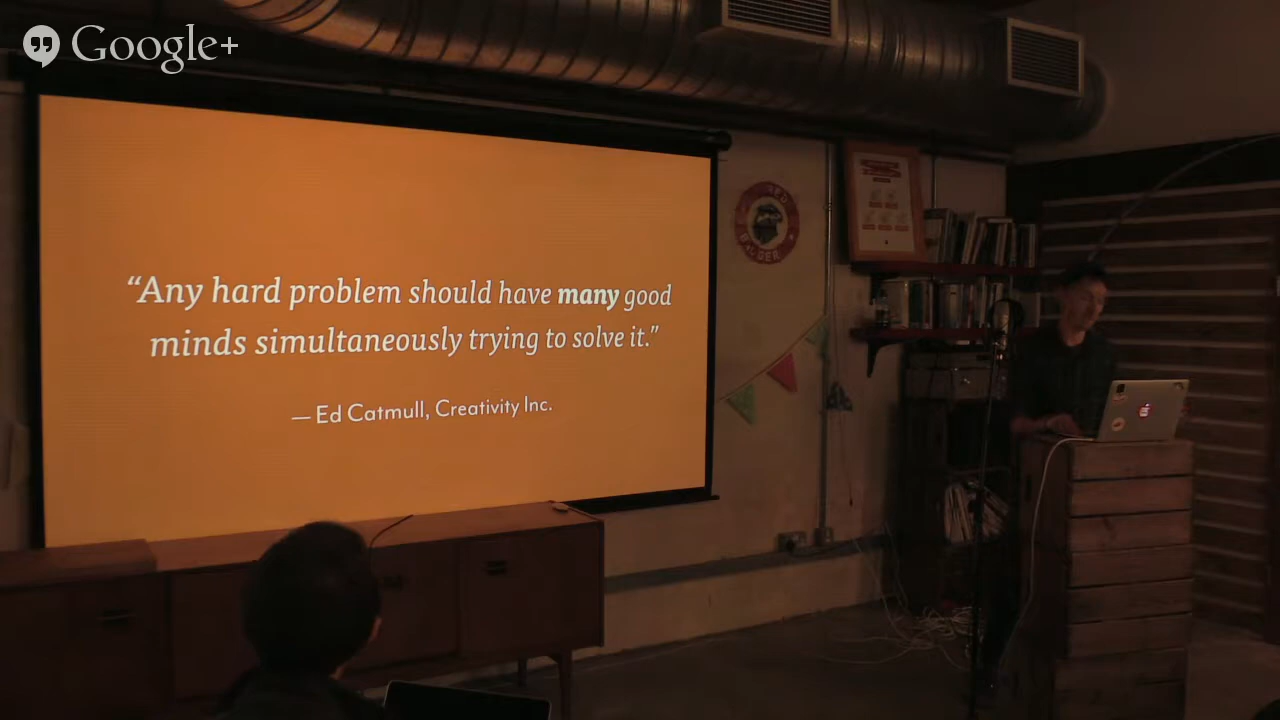 Google+
“Any hard problem should have many good
minds simultaneously trying to solve it.”
— Ed Catmull, Creativity Inc.